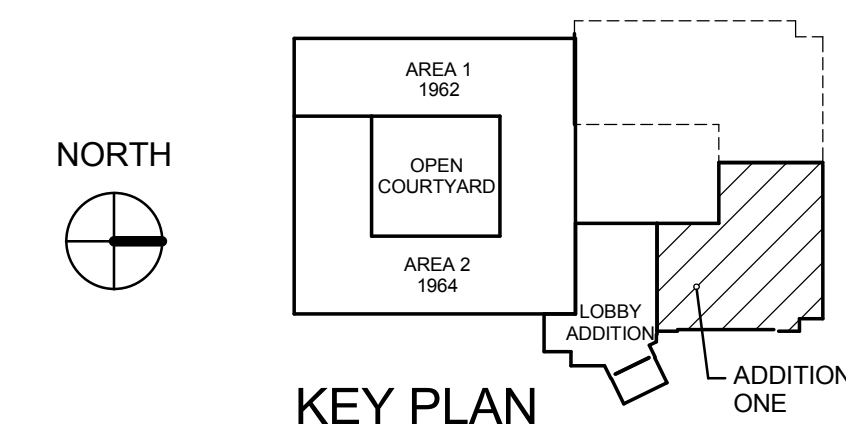 NORTH
AREA 1
1962
OPEN
COURTYARD
AREA 2
1964
LOBBY
ADDITION
ADDITION
ONE
KEY PLAN